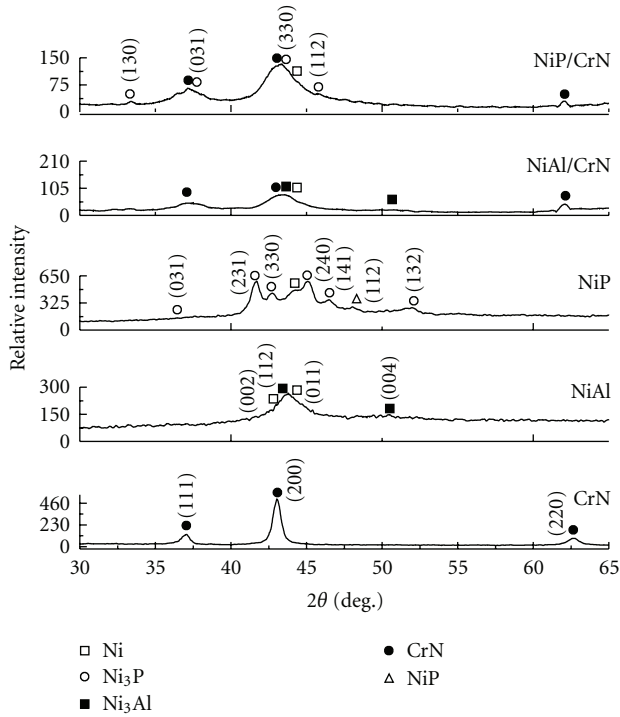 (130)
(031)
(330)
(112)
NiP/CrN
150
75
0
NiAl/CrN
210
105
0
(031)
(231)
(330)
(240)
(141)
(112)
(132)
NiP
650
325
0
(002)
(112)
(011)
(004)
NiAl
300
150
0
(111)
(200)
(220)
CrN
460
230
0
Relative intensity
30 35 40 45 50 55 60 65
2θ (deg.)
Ni
Ni₃P
Ni₃Al
CrN
NiP